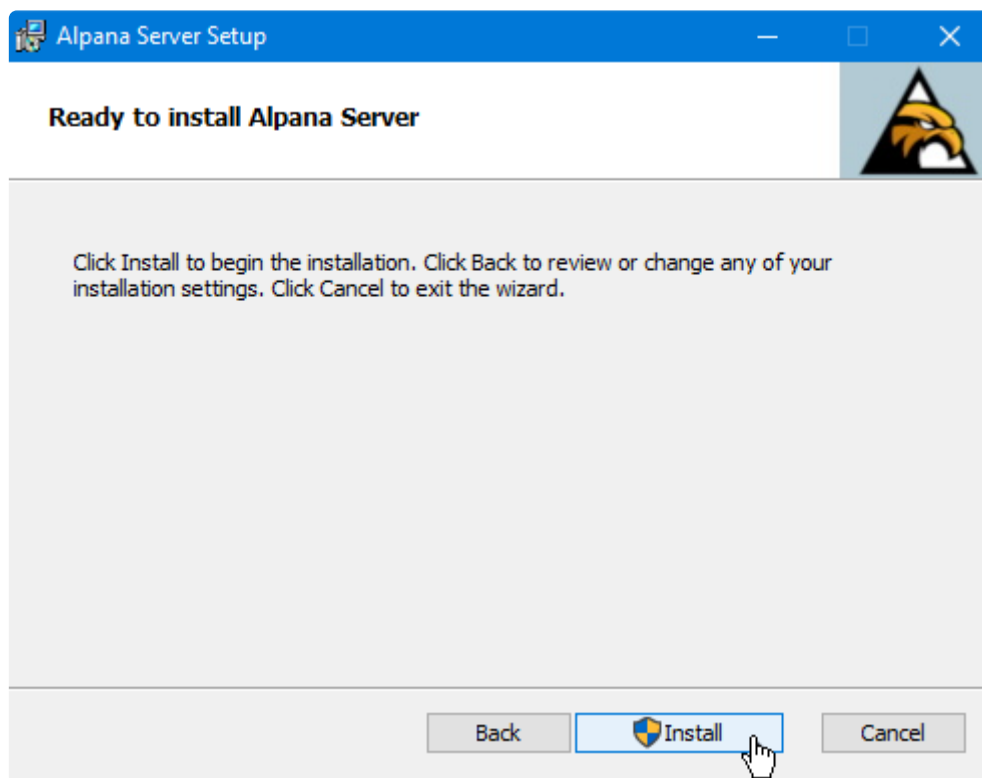 Alpana Server Setup
Ready to install Alpana Server
Click Install to begin the installation. Click Back to review or change any of your
installation settings. Click Cancel to exit the wizard.
Back
Install
Cancel